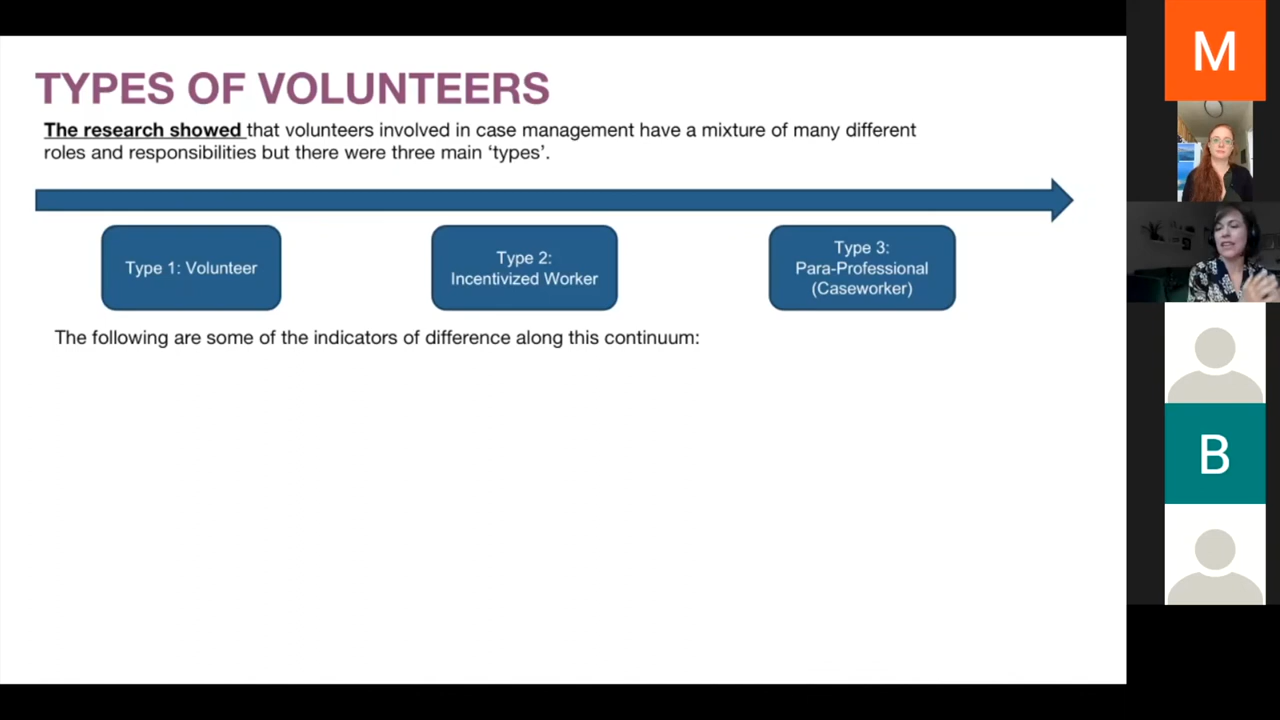 TYPES OF VOLUNTEERS
The research showed that volunteers involved in case management have a mixture of many different
roles and responsibilities but there were three main ‘types’.
Type 1: Volunteer
Type 2:
Incentivized Worker
Type 3:
Para-Professional
(Caseworker)
The following are some of the indicators of difference along this continuum:
M
B